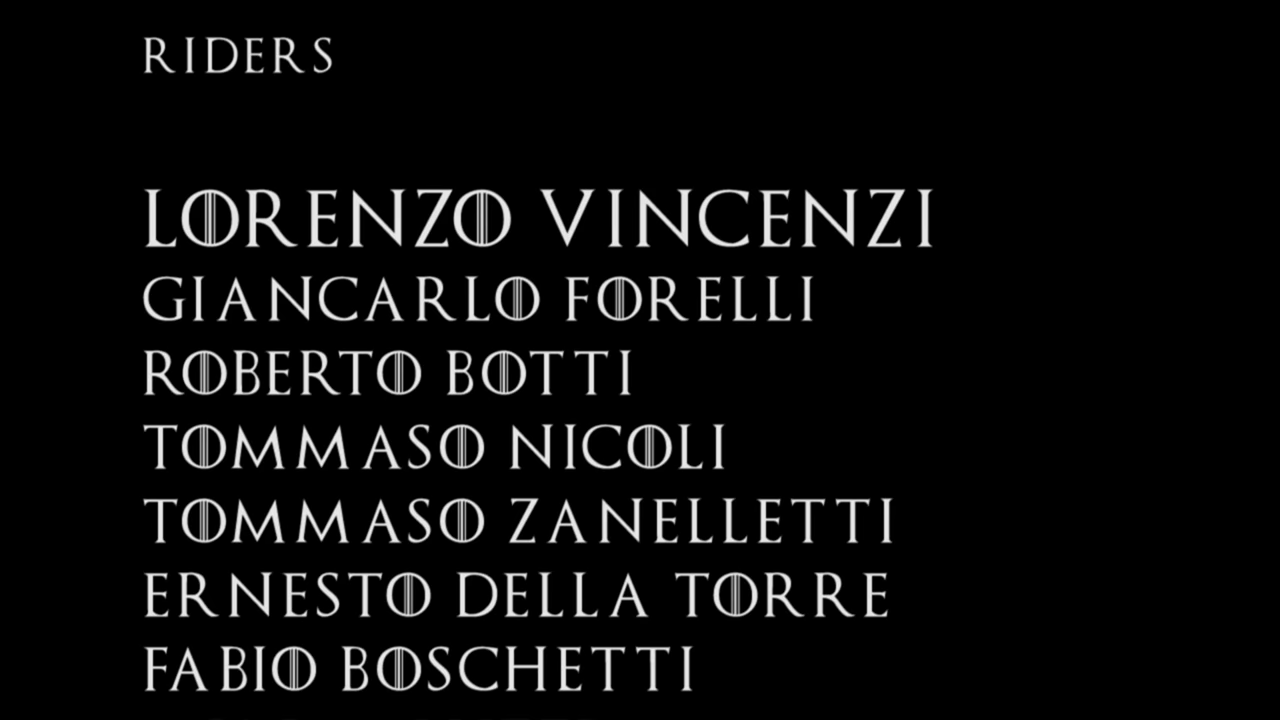 RIDERS
LORENZO VINCENZI
GIANCARLO FORELLI
ROBERTO BOTTI
TOMMASO NICOLI
TOMMASO ZANELLETTI
ERNESTO DELLA TORRE
FABIO BOSCHETTI